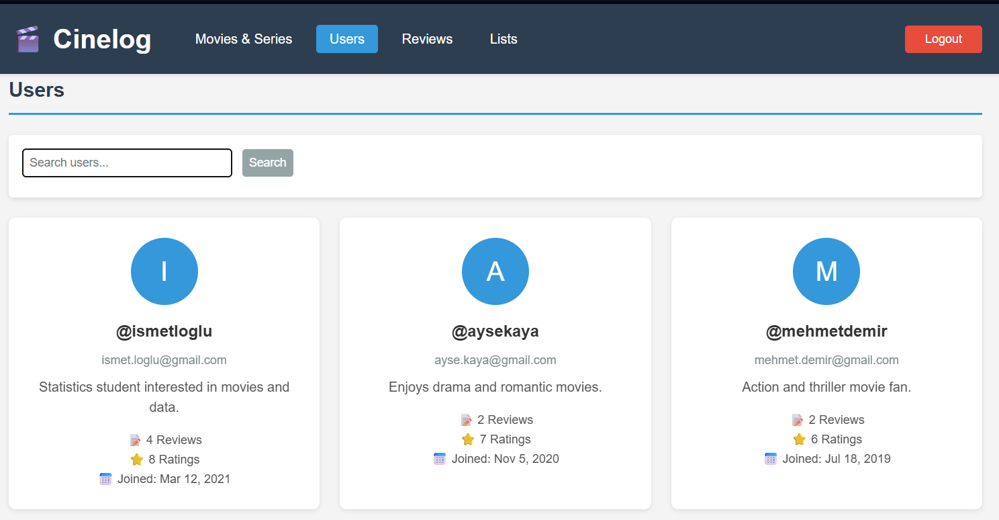 Cinelog
Movies & Series
Users
Reviews
Lists
Logout
Users
Search users...
Search
I
@ismetloglu
ismet.loglu@gmail.com
Statistics student interested in movies and
data.
4 Reviews
8 Ratings
Joined: Mar 12, 2021
A
@aysekaya
ayse.kaya@gmail.com
Enjoys drama and romantic movies.
2 Reviews
7 Ratings
Joined: Nov 5, 2020
M
@mehmetdemir
mehmet.demir@gmail.com
Action and thriller movie fan.
2 Reviews
6 Ratings
Joined: Jul 18, 2019